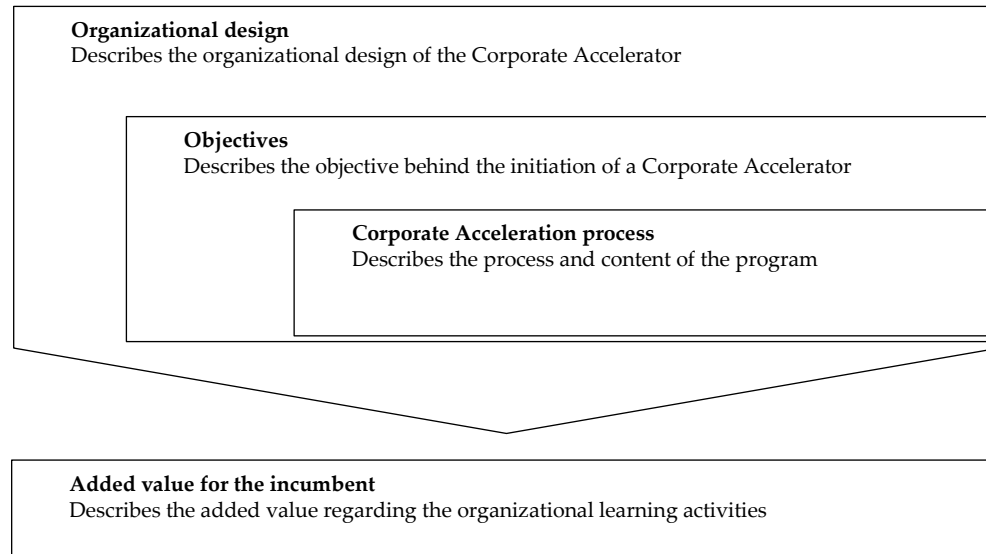 Organizational design
Describes the organizational design of the Corporate Accelerator
Objectives
Describes the objective behind the initiation of a Corporate Accelerator
Corporate Acceleration process
Describes the process and content of the program
Added value for the incumbent
Describes the added value regarding the organizational learning activities